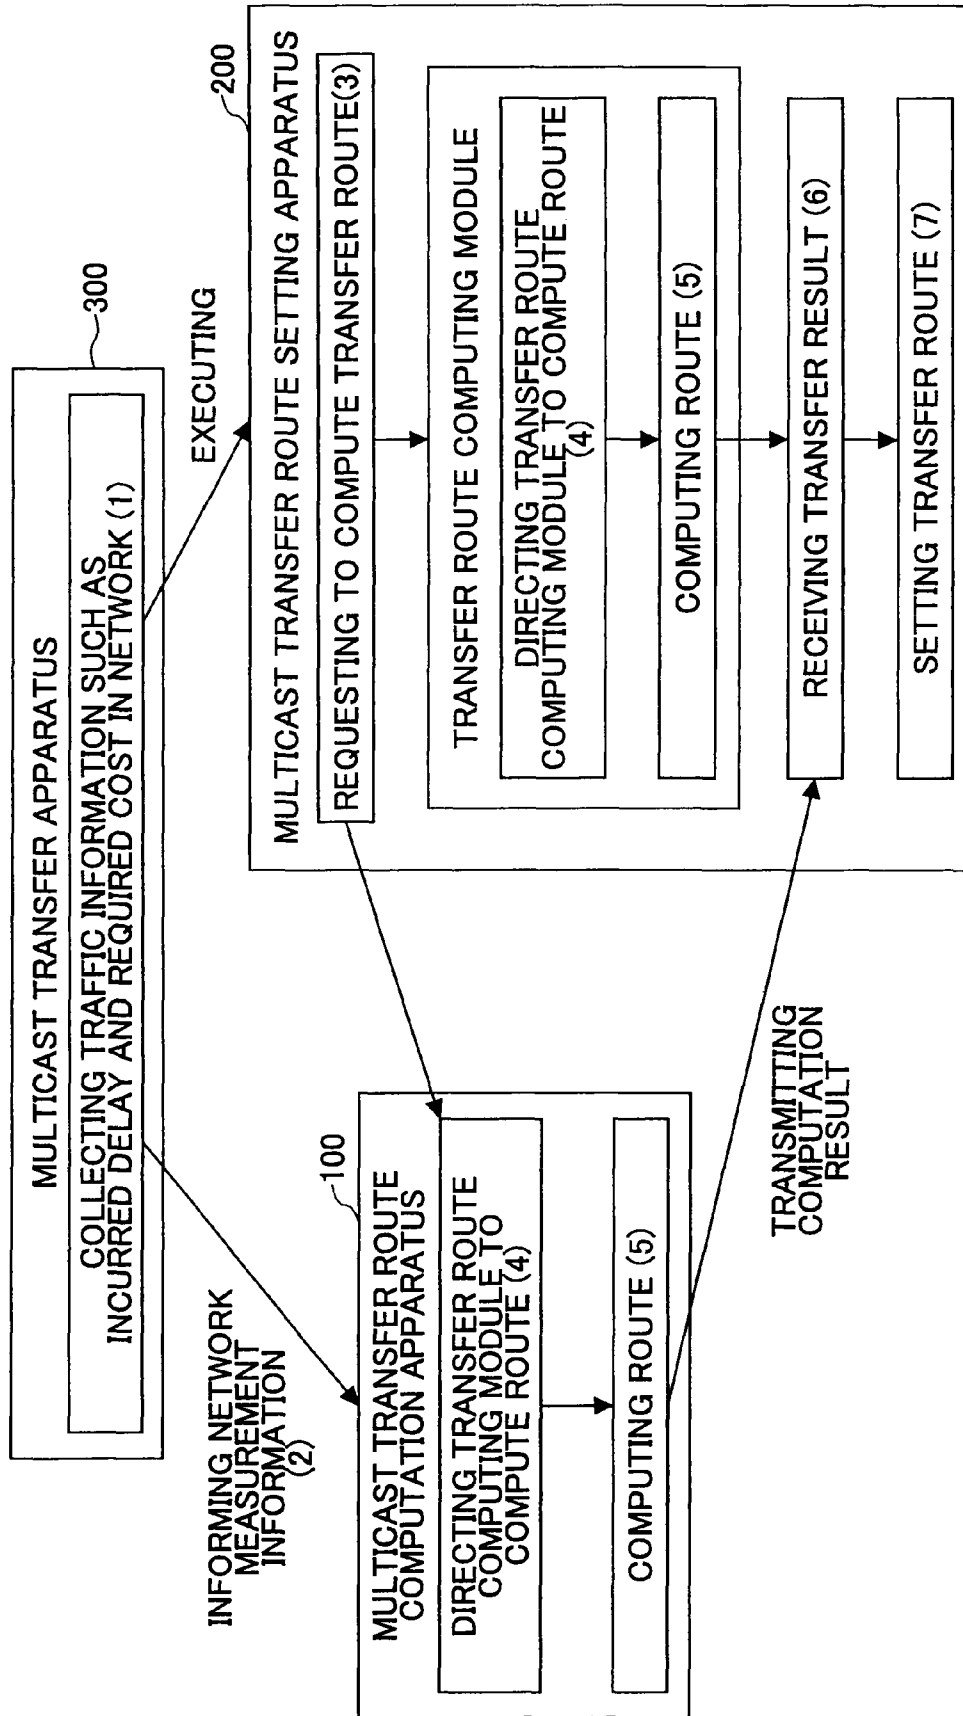 MULTICAST TRANSFER APPARATUS
300
COLLECTING TRAFFIC INFORMATION SUCH AS
INCURRED DELAY AND REQUIRED COST IN NETWORK (1)
INFORMING NETWORK
MEASUREMENT
INFORMATION
(2)
EXECUTING
100
MULTICAST TRANSFER ROUTE
COMPUTATION APPARATUS
DIRECTING TRANSFER ROUTE
COMPUTING MODULE TO
COMPUTE ROUTE (4)
COMPUTING ROUTE (5)
TRANSMITTING
COMPUTATION
RESULT
200
MULTICAST TRANSFER ROUTE SETTING APPARATUS
REQUESTING TO COMPUTE TRANSFER ROUTE(3)
TRANSFER ROUTE COMPUTING MODULE
DIRECTING TRANSFER ROUTE
COMPUTING MODULE TO COMPUTE ROUTE
(4)
COMPUTING ROUTE (5)
RECEIVING TRANSFER RESULT (6)
SETTING TRANSFER ROUTE (7)